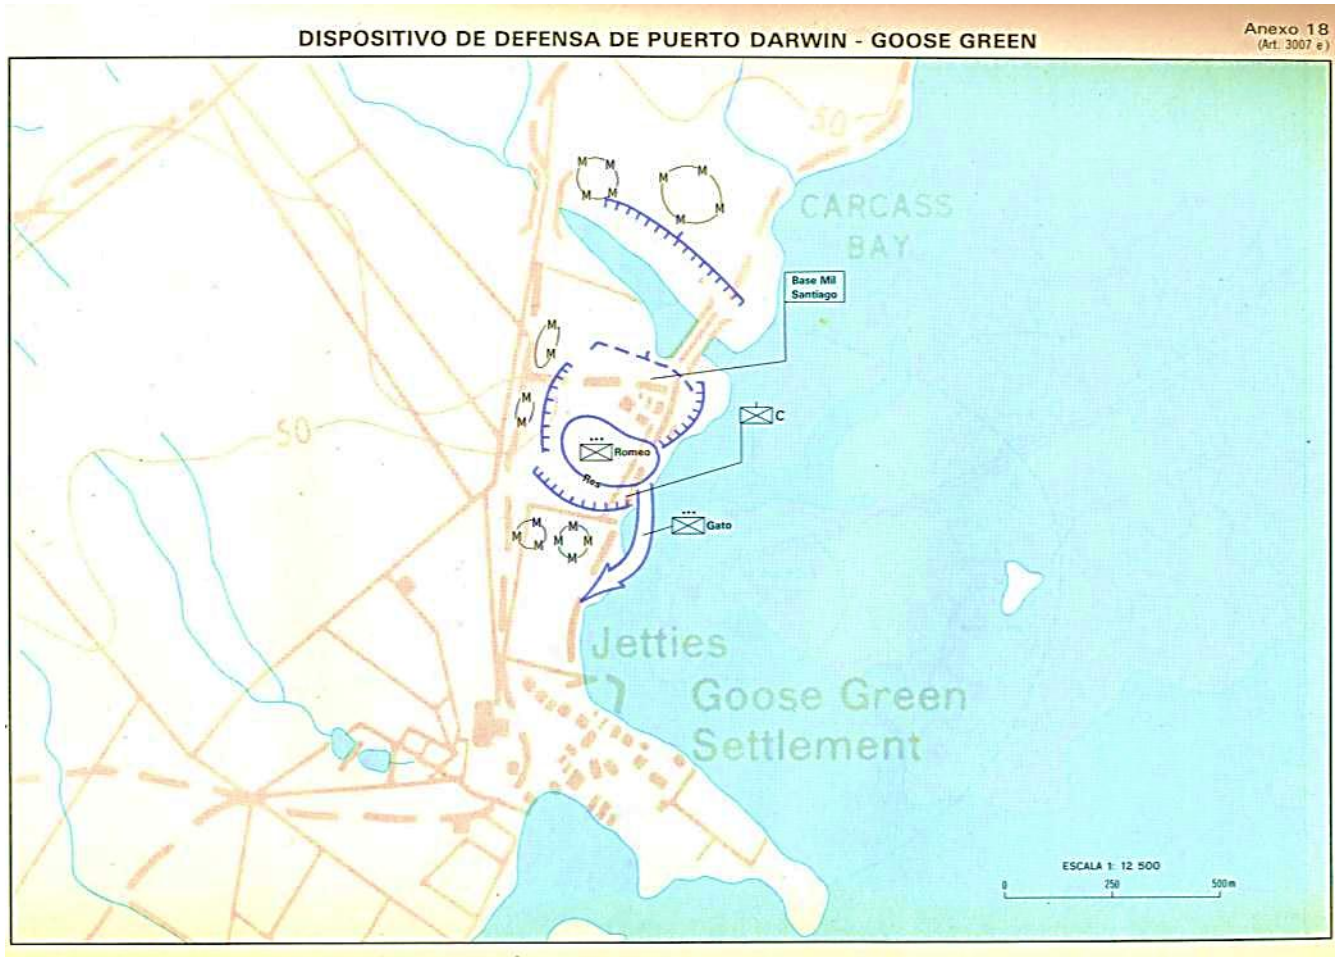 DISPOSITIVO DE DEFENSA DE PUERTO DARWIN - GOOSE GREEN
Anexo 18
(Art. 3007 e)
50
M M
M M
M M
M M
CARCASS
BAY
Base Mil
Santiago
M
M
M
M
50
C
Romeo
Res
Gato
M
M
M
M
M M
M
Jetties
Goose Green
Settlement
ESCALA 1: 12 500
0 250 500m